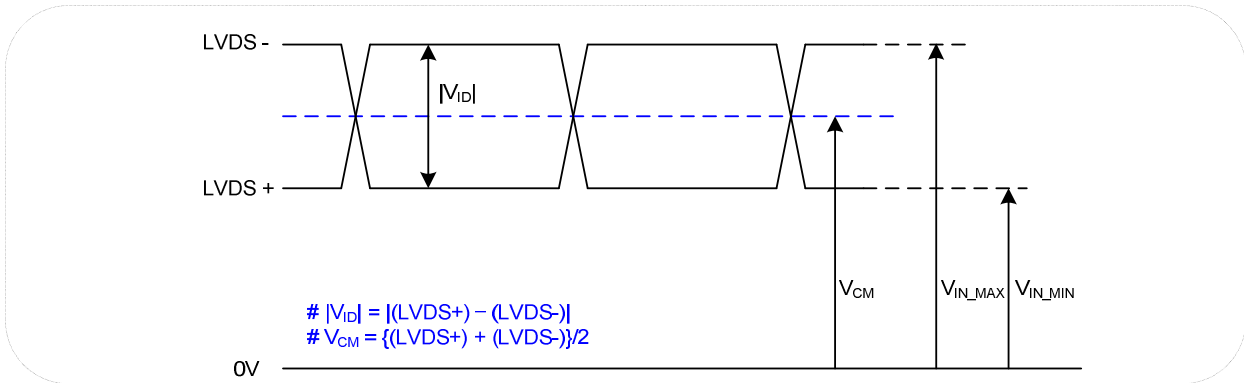 LVDS -
|VID|
LVDS +
VCM
VIN_MAX
VIN_MIN
# |VID| = |(LVDS+) – (LVDS-)|
# VCM = {(LVDS+) + (LVDS-)}/2
0V